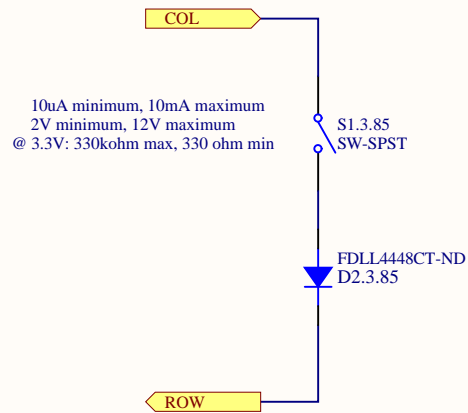 COL
10uA minimum, 10mA maximum
2V minimum, 12V maximum
@ 3.3V: 330kohm max, 330 ohm min
S1.3.85
SW-SPST
FDLL4448CT-ND
D2.3.85
ROW